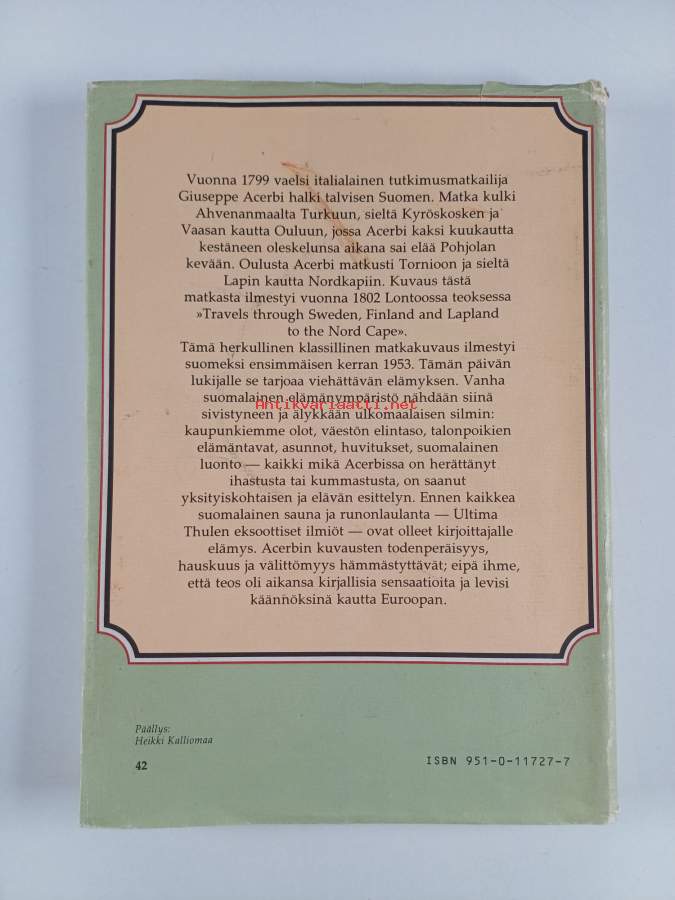 Vuonna 1799 vaelsi italialainen tutkimusmatkailija
Giuseppe Acerbi halki talvisen Suomen. Matka kulki
Ahvenanmaalta Turkuun, sieltä Kyröskosken ja
Vaasan kautta Ouluun, jossa Acerbi kaksi kuukautta
kestäneen oleskelunsa aikana sai elää Pohjolan
kevään. Oulusta Acerbi matkusti Tornioon ja sieltä
Lapin kautta Nordkapiin. Kuvaus tästä
matkasta ilmestyi vuonna 1802 Lontoossa teoksessa
»Travels through Sweden, Finland and Lapland
to the Nord Cape».
Tämä herkullinen klassillinen matkakuvaus ilmestyi
suomeksi ensimmäisen kerran 1953. Tämän päivän
lukijalle se tarjoaa viehättävän elämyksen. Vanha
suomalainen elämänympäristö nähdään siinä
Antikvariaatti.net
sivistyneen ja älykkään ulkomaalaisen silmin:
kaupunkiemme olot, väestön elintaso, talonpoikien
elämäntavat, asunnot, huvitukset, suomalainen
luonto — kaikki mikä Acerbissa on herättänyt
ihastusta tai kummastusta, on saanut
yksityiskohtaisen ja elävän esittelyn. Ennen kaikkea
suomalainen sauna ja runonlaulanta — Ultima
Thulen eksoottiset ilmiöt — ovat olleet kirjoittajalle
elämys. Acerbin kuvausten todenperäisyys,
hauskuus ja välittömyys hämmästyttävät; eipä ihme,
että teos oli aikansa kirjallisia sensaatioita ja levisi
käännöksinä kautta Euroopan.
Päällys:
Heikki Kalliomaa
42
ISBN 951-0-11727-7